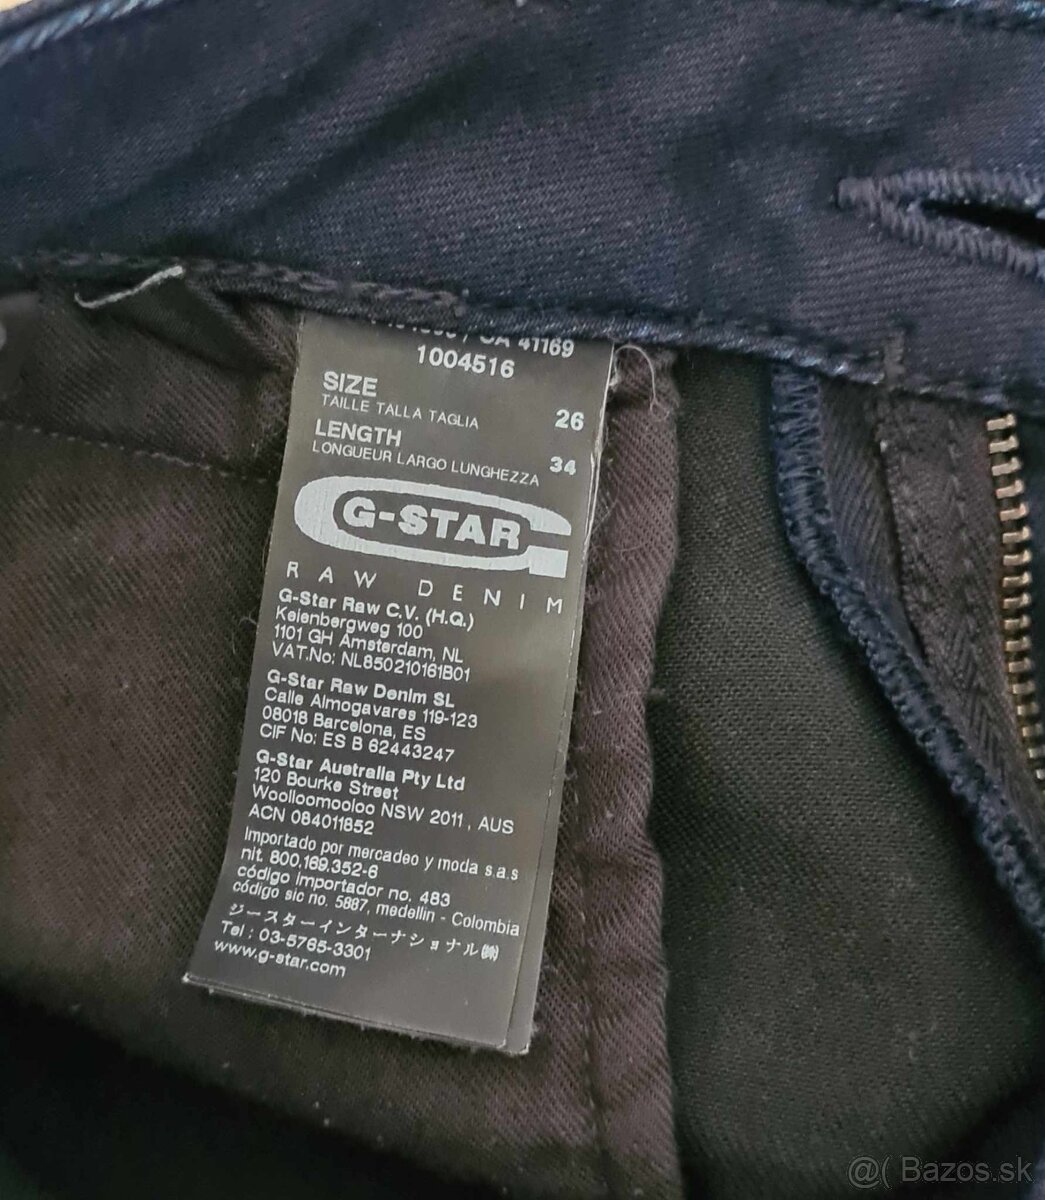 CA 41169
1004516
SIZE
TAILLE TALLA TAGLIA 26
LENGTH
LONGUEUR LARGO LUNGHEZZA 34
G-STAR
RAW DENIM
G-Star Raw C.V. (H.Q.)
Keienbergweg 100
1101 GH Amsterdam, NL
VAT.No: NL850210161B01
G-Star Raw Denim SL
Calle Almogavares 119-123
08018 Barcelona, ES
CIF No: ES B 62443247
G-Star Australia Pty Ltd
120 Bourke Street
Woolloomooloo NSW 2011, AUS
ACN 084011852
Importado por mercadeo y moda s.a.s
nit. 800.169.352-6
código importador no. 483
código sic no. 5887, medellin - Colombia
ジースターインターナショナル㈱
Tel : 03-5765-3301
www.g-star.com
@( Bazos.sk